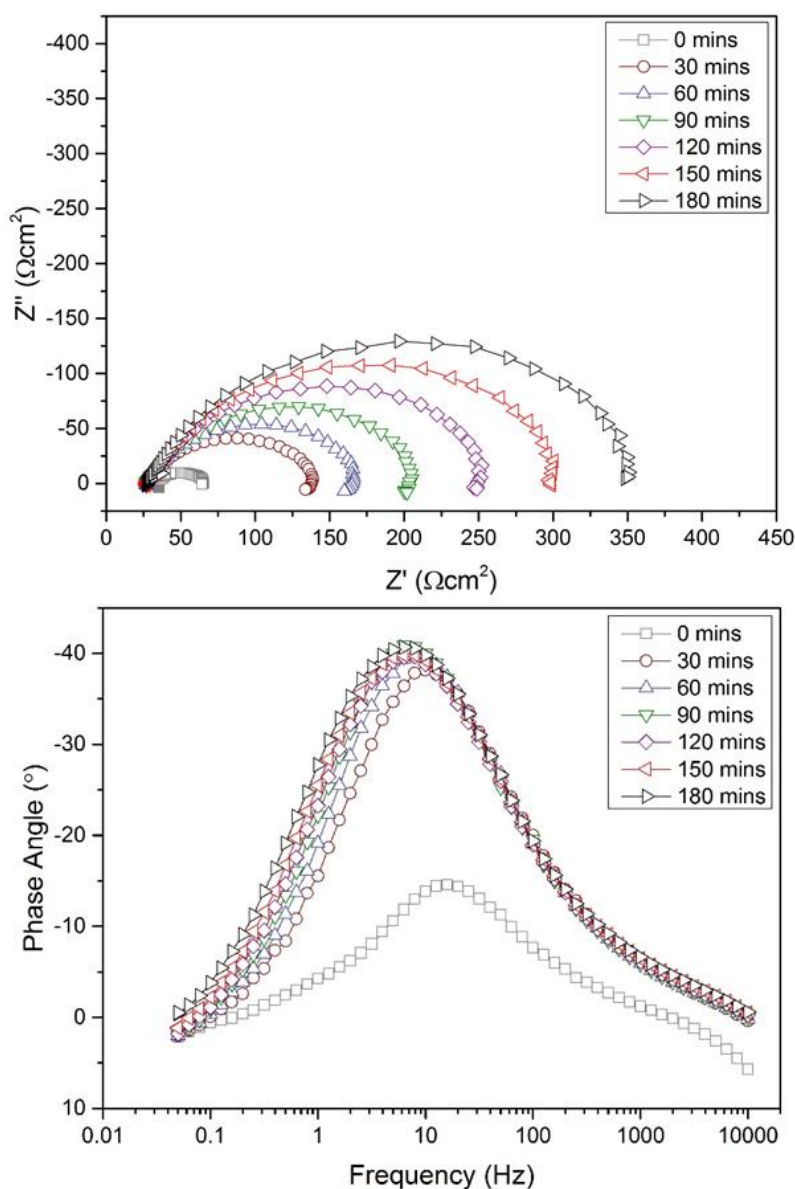 -400
-350
-300
-250
-200
-150
-100
-50
0
Z'' (Ωcm²)
0 50 100 150 200 250 300 350 400 450
Z' (Ωcm²)
0 mins
30 mins
60 mins
90 mins
120 mins
150 mins
180 mins
-40
-30
-20
-10
0
10
Phase Angle (°)
0.01 0.1 1 10 100 1000 10000
Frequency (Hz)
0 mins
30 mins
60 mins
90 mins
120 mins
150 mins
180 mins